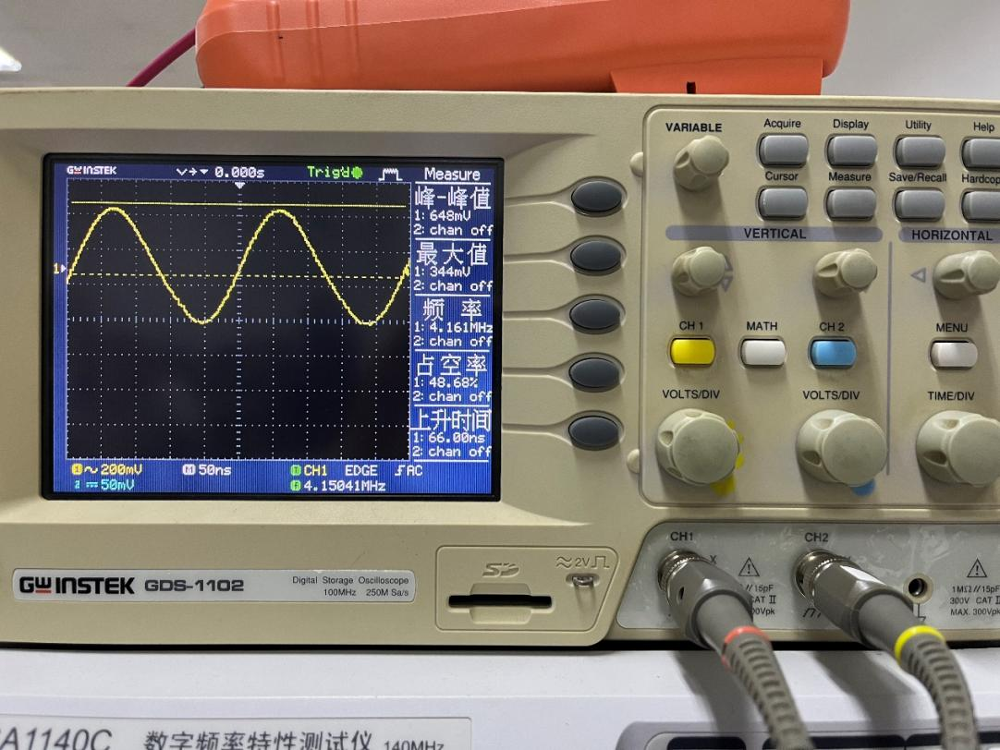 GWINSTEK
0.000s
Trig'd
Measure
峰-峰值
1: 648mV
2: chan off
最大值
1: 344mV
2: chan off
频 率
1: 4.161MHz
2: chan off
占空率
1: 48.68%
2: chan off
上升时间
1: 66.00ns
2: chan off
1
1 200mV
50ns
CH1 EDGE AC
2 50mV
4.15041MHz
VARIABLE
Acquire
Display
Utility
Help
Cursor
Measure
Save/Recall
Hardcop
VERTICAL
HORIZONTAL
CH 1
MATH
CH 2
MENU
VOLTS/DIV
VOLTS/DIV
TIME/DIV
CH1
CH2
X
15pF
CAT II
00Vpk
1MΩ//15pF
300V CAT II
MAX. 300Vpk
SD
≈2V
GWINSTEK GDS-1102
Digital Storage Oscilloscope
100MHz 250M Sa/s
A1140C 数字频率特性测试仪 140MHz